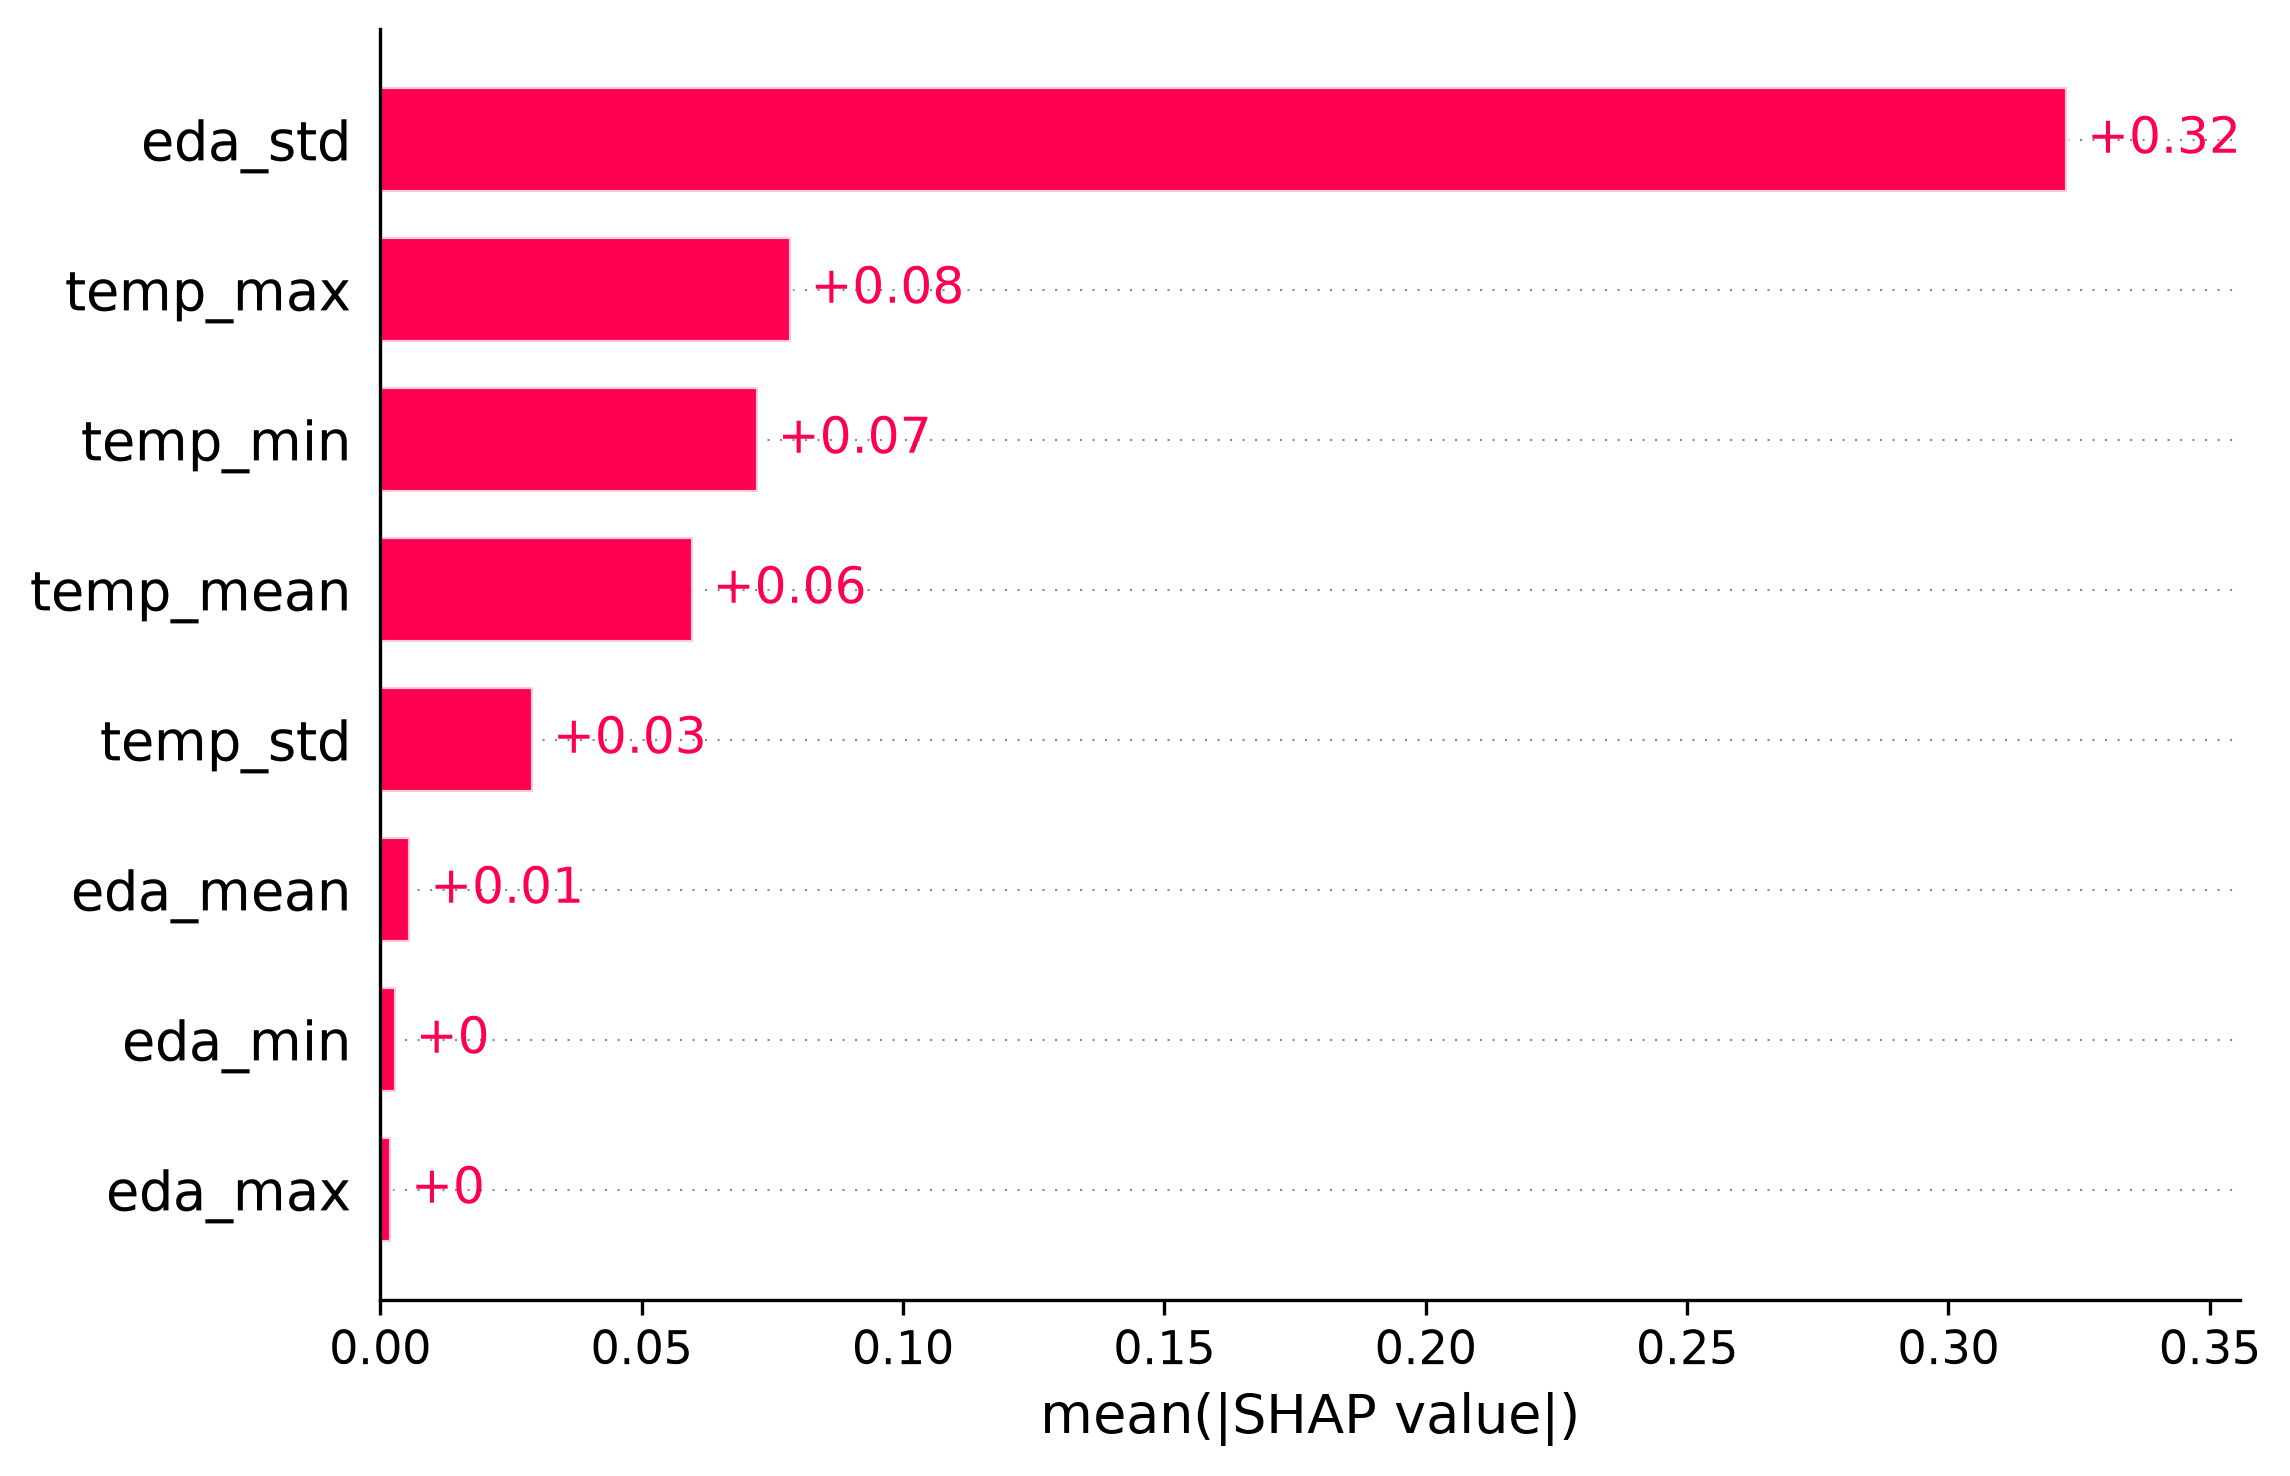 eda_std +0.32
temp_max +0.08
temp_min +0.07
temp_mean +0.06
temp_std +0.03
eda_mean +0.01
eda_min +0
eda_max +0
0.00 0.05 0.10 0.15 0.20 0.25 0.30 0.35
mean(|SHAP value|)